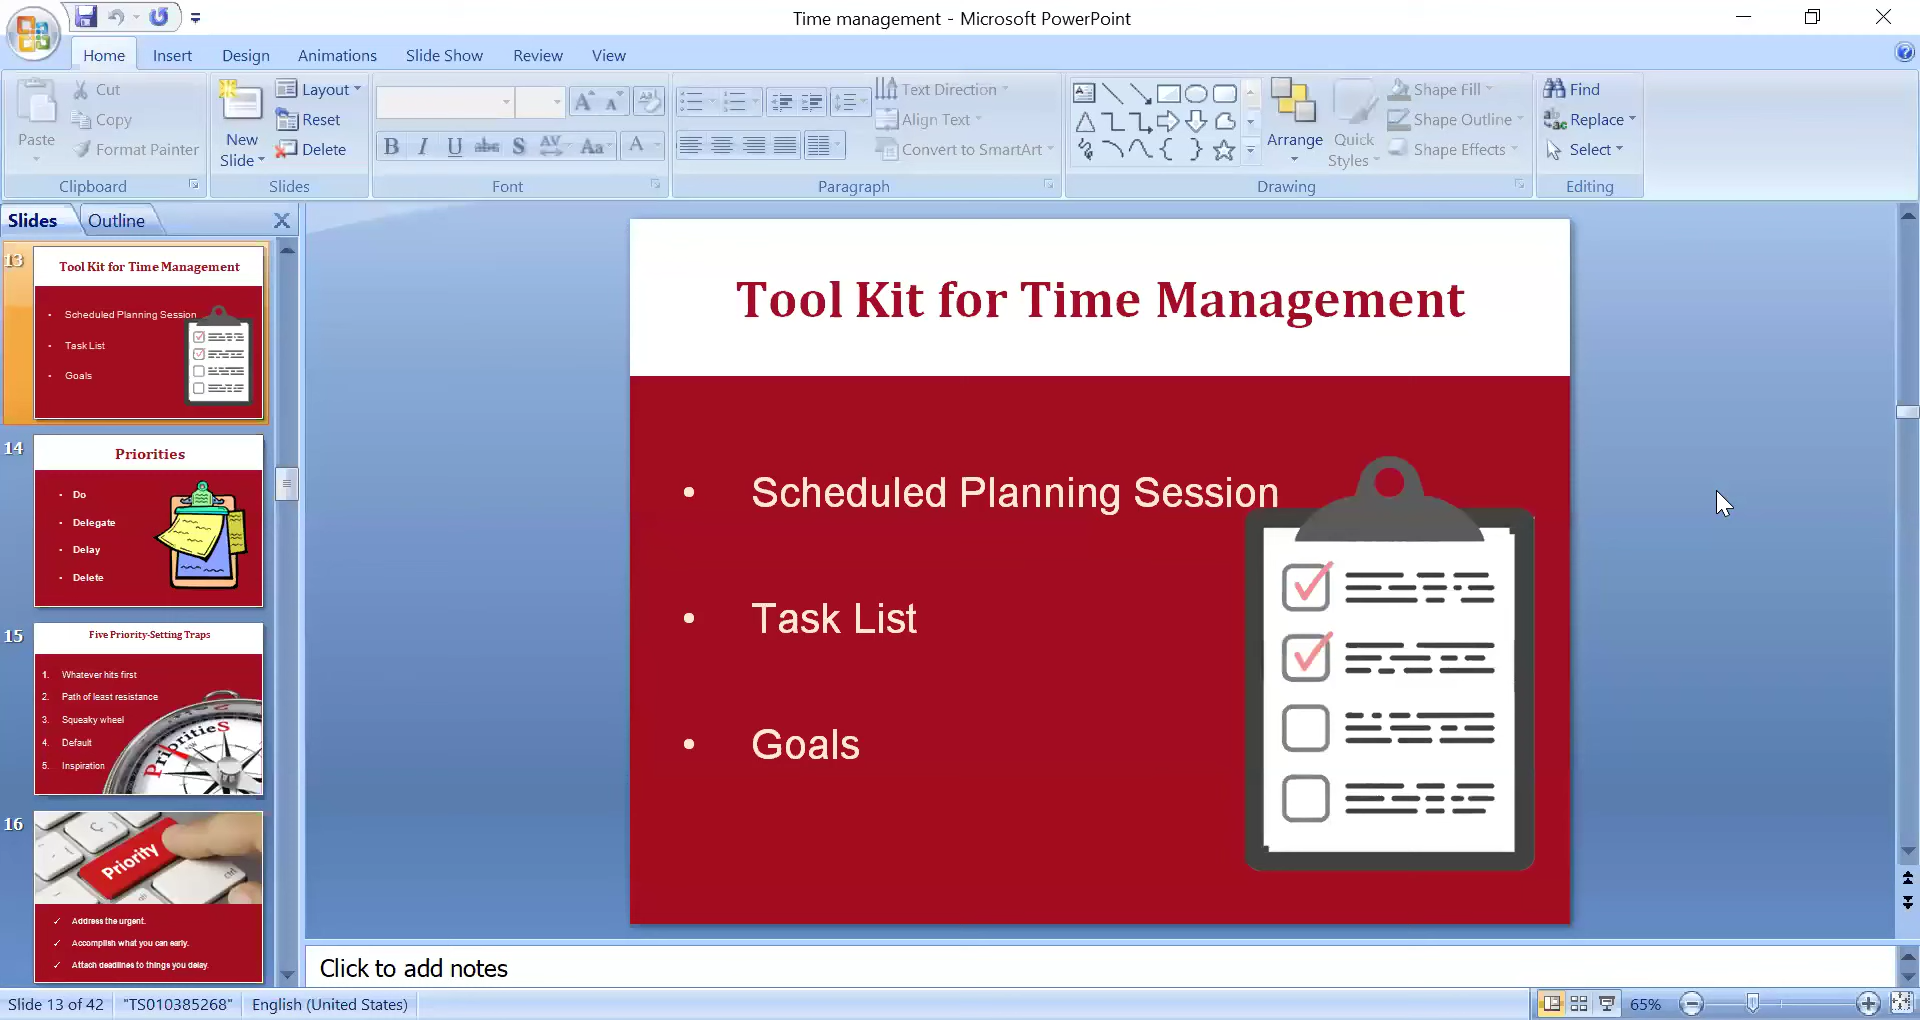 Time management - Microsoft PowerPoint
Home Insert Design Animations Slide Show Review View
Paste
Cut
Copy
Format Painter
Clipboard
New
Slide
Layout
Reset
Delete
Slides
B I U abc S AV Aa A
Font
Text Direction
Align Text
Convert to SmartArt
Paragraph
Arrange
Quick
Styles
Shape Fill
Shape Outline
Shape Effects
Drawing
Find
Replace
Select
Editing
Slides Outline
13
Tool Kit for Time Management
• Scheduled Planning Session
• Task List
• Goals
14
Priorities
• Do
• Delegate
• Delay
• Delete
15
Five Priority-Setting Traps
1. Whatever hits first
2. Path of least resistance
3. Squeaky wheel
4. Default
5. Inspiration
Priorities
16
Priority
ctrl
✓ Address the urgent.
✓ Accomplish what you can early.
✓ Attach deadlines to things you delay.
Tool Kit for Time Management
• Scheduled Planning Session
• Task List
• Goals
Click to add notes
Slide 13 of 42 "TS010385268" English (United States) 65%